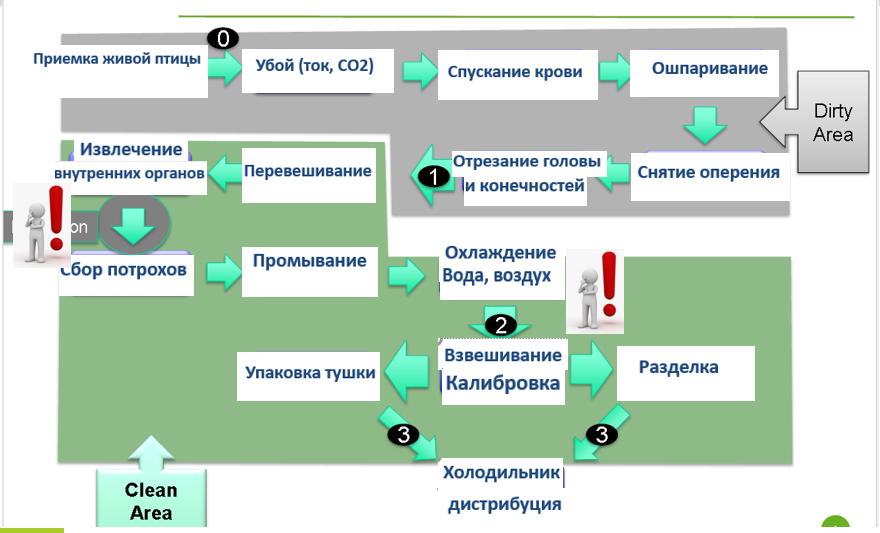 0
Приемка живой птицы
Убой (ток, СО2)
Спускание крови
Ошпаривание
Dirty
Area
Извлечение
внутренних органов
Перевешивание
1
Отрезание головы
и конечностей
Снятие оперения
on
Сбор потрохов
Промывание
Охлаждение
Вода, воздух
2
Упаковка тушки
Взвешивание
Калибровка
Разделка
3
3
Холодильник
дистрибуция
Clean
Area